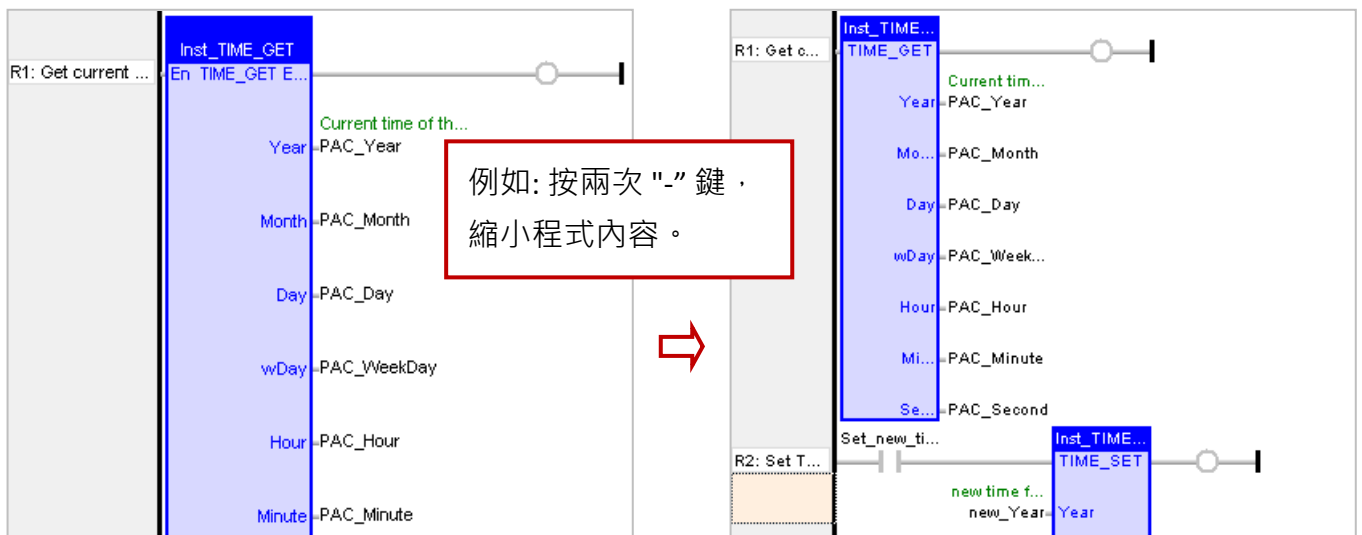 Inst_TIME_GET
R1: Get current ...
En TIME_GET E...
Current time of th...
Year PAC_Year
Month PAC_Month
Day PAC_Day
wDay PAC_WeekDay
Hour PAC_Hour
Minute PAC_Minute
例如: 按兩次 "-” 鍵，
縮小程式內容。
Inst_TIME...
R1: Get c... TIME_GET
Current tim...
Year PAC_Year
Mo... PAC_Month
Day PAC_Day
wDay PAC_Week...
Hour PAC_Hour
Mi... PAC_Minute
Se... PAC_Second
Set_new_ti... Inst_TIME...
R2: Set T... TIME_SET
new time f...
new_Year Year